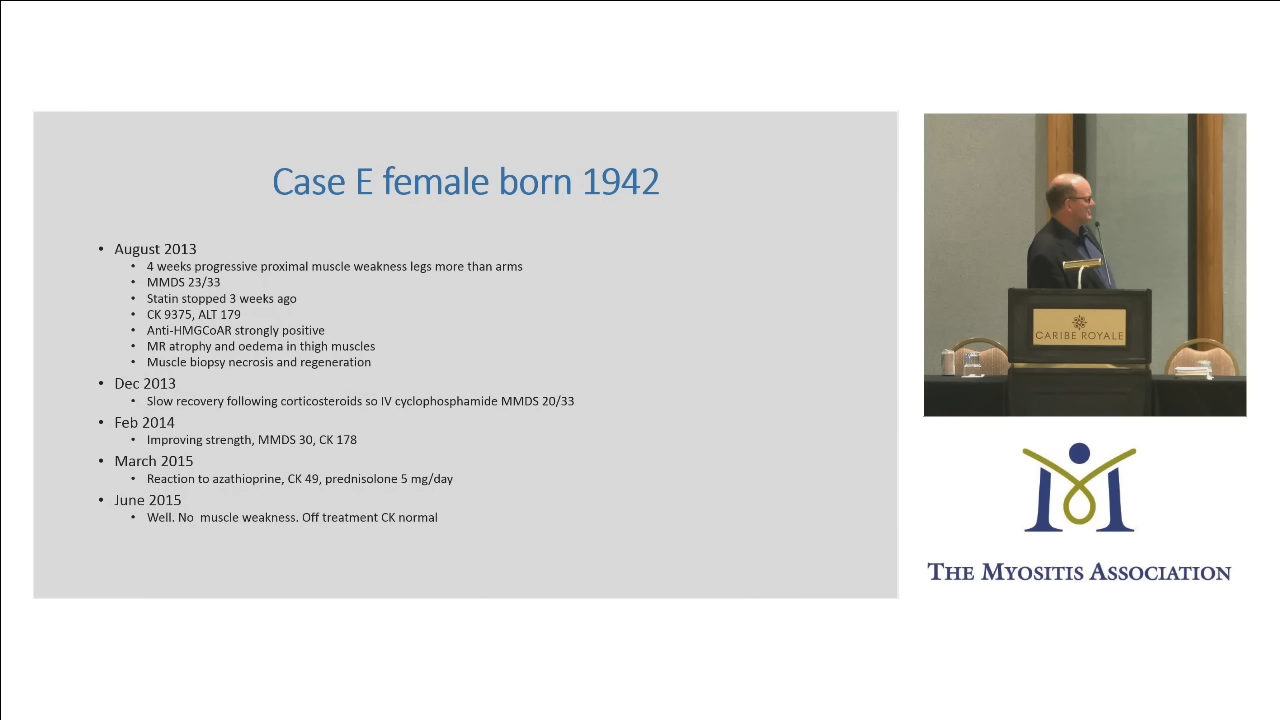 Case E female born 1942
• August 2013
• 4 weeks progressive proximal muscle weakness legs more than arms
• MMDS 23/33
• Statin stopped 3 weeks ago
• CK 9375, ALT 179
• Anti-HMGCoAR strongly positive
• MR atrophy and oedema in thigh muscles
• Muscle biopsy necrosis and regeneration
• Dec 2013
• Slow recovery following corticosteroids so IV cyclophosphamide MMDS 20/33
• Feb 2014
• Improving strength, MMDS 30, CK 178
• March 2015
• Reaction to azathioprine, CK 49, prednisolone 5 mg/day
• June 2015
• Well. No muscle weakness. Off treatment CK normal
CARIBE ROYALE
THE MYOSITIS ASSOCIATION